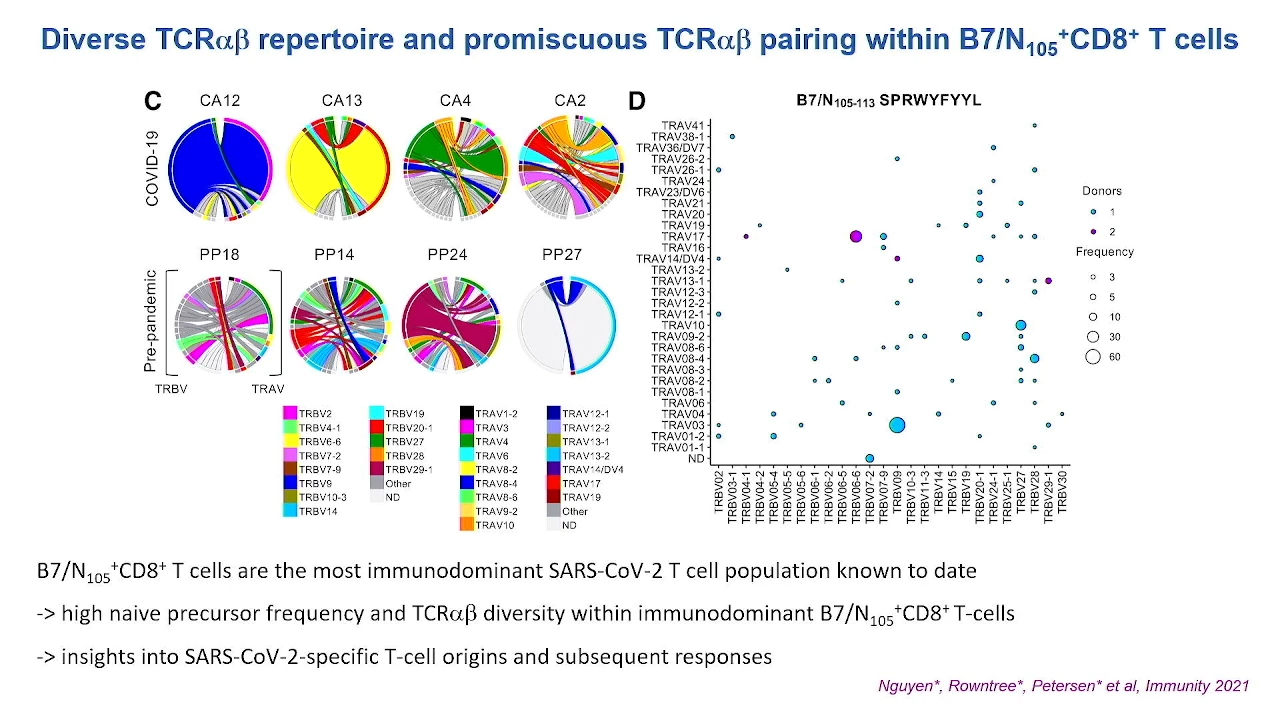 Diverse TCRαβ repertoire and promiscuous TCRαβ pairing within B7/N105+CD8+ T cells
C
CA12
CA13
CA4
CA2
COVID-19
PP18
PP14
PP24
PP27
Pre-pandemic
TRBV
TRAV
TRBV2
TRBV4-1
TRBV6-6
TRBV7-2
TRBV7-9
TRBV9
TRBV10-3
TRBV14
TRBV19
TRBV20-1
TRBV27
TRBV28
TRBV29-1
Other
ND
TRAV1-2
TRAV3
TRAV4
TRAV6
TRAV8-2
TRAV8-4
TRAV8-6
TRAV9-2
TRAV10
TRAV12-1
TRAV12-2
TRAV13-1
TRAV13-2
TRAV14/DV4
TRAV17
TRAV19
Other
ND
D
B7/N105-113 SPRWYFYYL
TRAV41
TRAV38-1
TRAV36/DV7
TRAV26-2
TRAV26-1
TRAV24
TRAV23/DV6
TRAV21
TRAV20
TRAV19
TRAV17
TRAV16
TRAV14/DV4
TRAV13-2
TRAV13-1
TRAV12-3
TRAV12-2
TRAV12-1
TRAV10
TRAV09-2
TRAV08-6
TRAV08-4
TRAV08-3
TRAV08-2
TRAV08-1
TRAV06
TRAV04
TRAV03
TRAV01-2
TRAV01-1
ND
TRBV02
TRBV03-1
TRBV04-1
TRBV04-2
TRBV05-4
TRBV05-5
TRBV05-6
TRBV06-1
TRBV06-2
TRBV06-5
TRBV06-6
TRBV07-2
TRBV07-9
TRBV09
TRBV10-3
TRBV11-3
TRBV14
TRBV15
TRBV19
TRBV20-1
TRBV24-1
TRBV25-1
TRBV27
TRBV28
TRBV29-1
TRBV30
Donors
1
2
Frequency
3
5
10
30
60
B7/N105+CD8+ T cells are the most immunodominant SARS-CoV-2 T cell population known to date
-> high naive precursor frequency and TCRαβ diversity within immunodominant B7/N105+CD8+ T-cells
-> insights into SARS-CoV-2-specific T-cell origins and subsequent responses
Nguyen*, Rowntree*, Petersen* et al, Immunity 2021